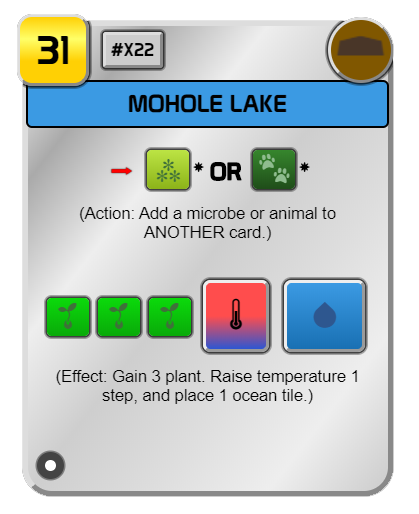 31
#X22
MOHOLE LAKE
* OR *
(Action: Add a microbe or animal to
ANOTHER card.)
(Effect: Gain 3 plant. Raise temperature 1
step, and place 1 ocean tile.)